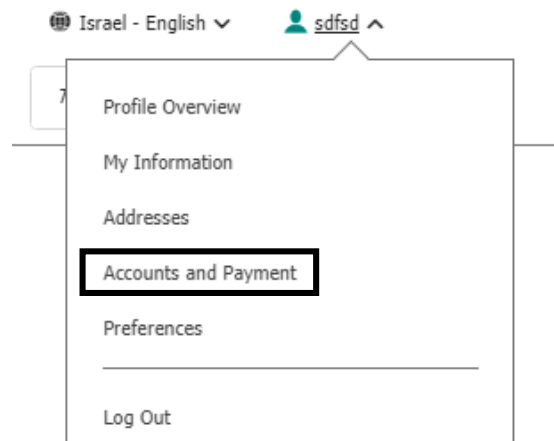 Israel - English
sdfsd
Profile Overview
My Information
Addresses
Accounts and Payment
Preferences
Log Out